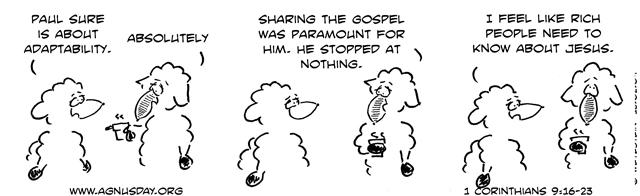 PAUL SURE
IS ABOUT
ADAPTABILITY.
ABSOLUTELY
SHARING THE GOSPEL
WAS PARAMOUNT FOR
HIM. HE STOPPED AT
NOTHING.
I FEEL LIKE RICH
PEOPLE NEED TO
KNOW ABOUT JESUS.
WWW.AGNUSDAY.ORG
1 CORINTHIANS 9:16-23